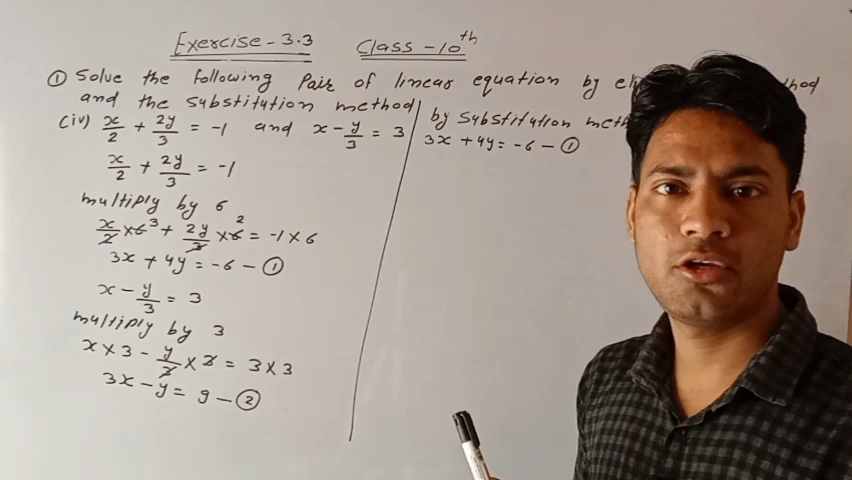 Exercise - 3.3 Class - 10th
① Solve the following Pair of linear equation by
and the substitution method
(iv) x/2 + 2y/3 = -1 and x - y/3 = 3
x/2 + 2y/3 = -1
multiply by 6
x/2 × 6 3 + 2y/3 × 6 2 = -1 × 6
3x + 4y = -6 - ①
x - y/3 = 3
multiply by 3
x × 3 - y/3 × 3 = 3 × 3
3x - y = 9 - ②
by substitution
3x + 4y = -6 - ①